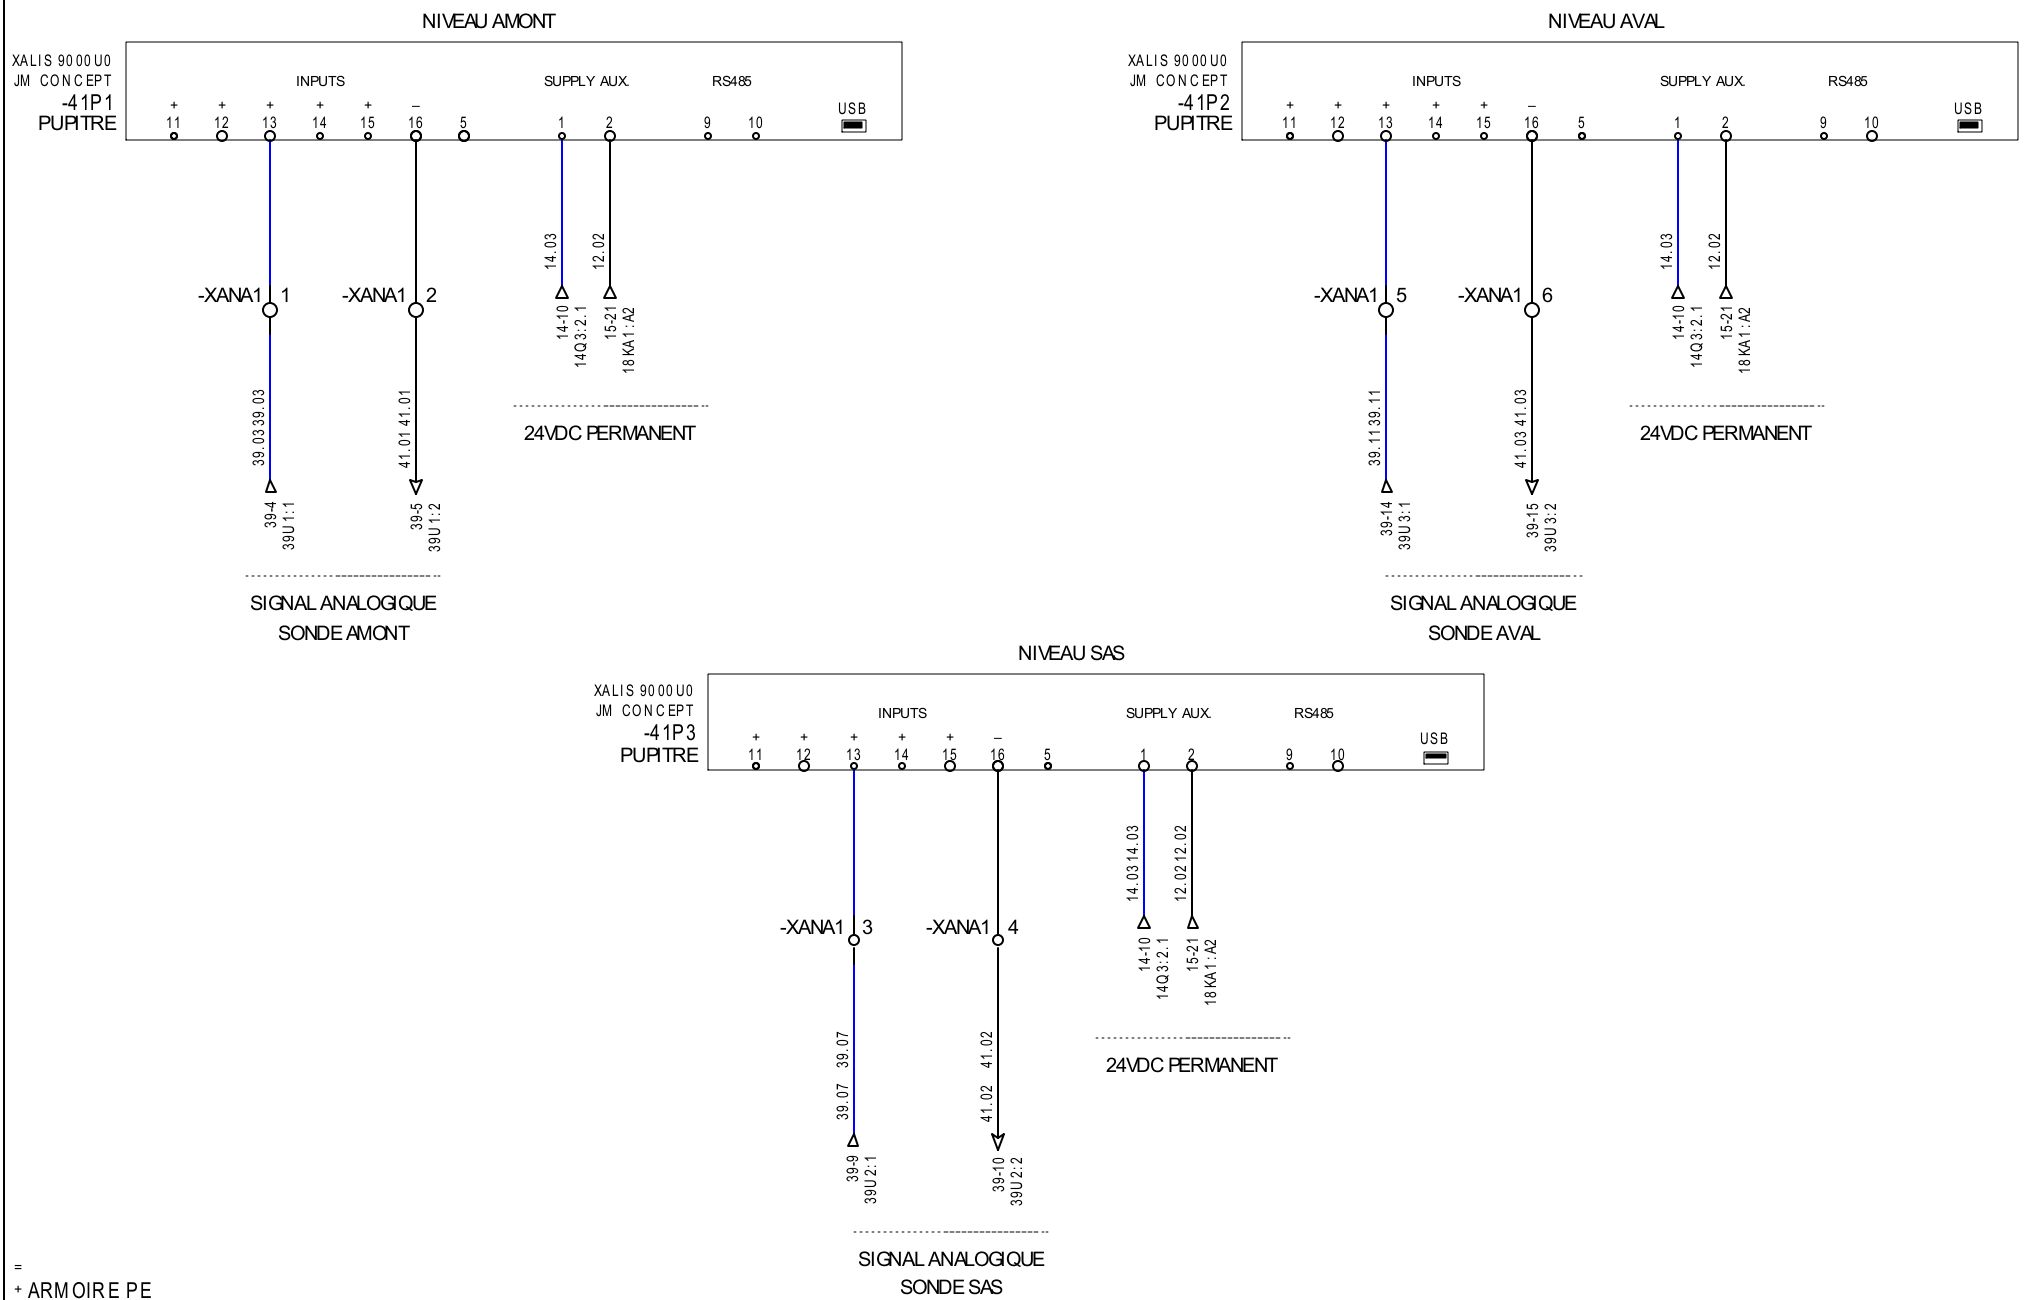 NIVEAU AMONT
XALIS 9000U0
JM CONCEPT
-41P1
PUPITRE
INPUTS
SUPPLY AUX.
RS485
USB
+ + + + + –
11 12 13 14 15 16 5 1 2 9 10
14.03
12.02
-XANA1 1
-XANA1 2
14-10
14Q3:2.1
15-21
18KA1:A2
39.03 39.03
41.01 41.01
24VDC PERMANENT
39-4
39U1:1
39-5
39U1:2
SIGNAL ANALOGIQUE
SONDE AMONT
NIVEAU AVAL
XALIS 9000U0
JM CONCEPT
-41P2
PUPITRE
INPUTS
SUPPLY AUX.
RS485
USB
+ + + + + –
11 12 13 14 15 16 5 1 2 9 10
14.03
12.02
-XANA1 5
-XANA1 6
14-10
14Q3:2.1
15-21
18KA1:A2
39.11 39.11
41.03 41.03
24VDC PERMANENT
39-14
39U3:1
39-15
39U3:2
SIGNAL ANALOGIQUE
SONDE AVAL
NIVEAU SAS
XALIS 9000U0
JM CONCEPT
-41P3
PUPITRE
INPUTS
SUPPLY AUX.
RS485
USB
+ + + + + –
11 12 13 14 15 16 5 1 2 9 10
14.03 14.03
12.02 12.02
-XANA1 3
-XANA1 4
14-10
14Q3:2.1
15-21
18KA1:A2
39.07 39.07
41.02 41.02
24VDC PERMANENT
39-9
39U2:1
39-10
39U2:2
SIGNAL ANALOGIQUE
SONDE SAS
=
+ ARMOIRE PE